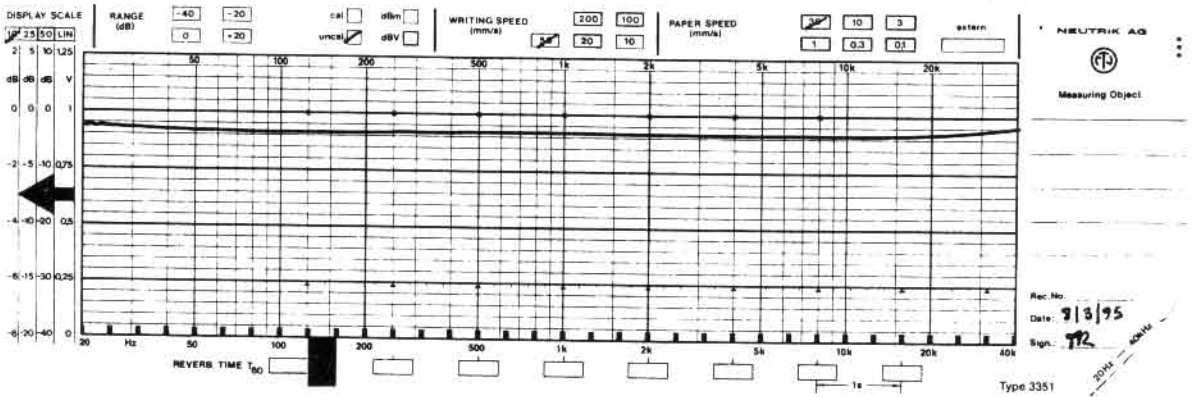 DISPLAY SCALE RANGE (dB) -40 -20 cal dBm WRITING SPEED (mm/s) 200 100 PAPER SPEED (mm/s) 10 3 extern NEUTRIK AG
25 50 LIN 0 +20 uncal dBV 20 10 1 0,3 0,1
2 5 10 1,25 50 100 200 500 1k 2k 5k 10k 20k
dB dB dB V
Measuring Object
0 0 0 1
-2 -5 -10 0,75
-4 -10 -20 0,5
-6 -15 -30 0,25
Rec. No.
Date: 8/3/95
-8 -20 -40 0
Sign.:
20 Hz 50 100 200 500 1k 2k 5k 10k 20k 40k
20Hz 40kHz
REVERB. TIME T60 1s
Type 3351